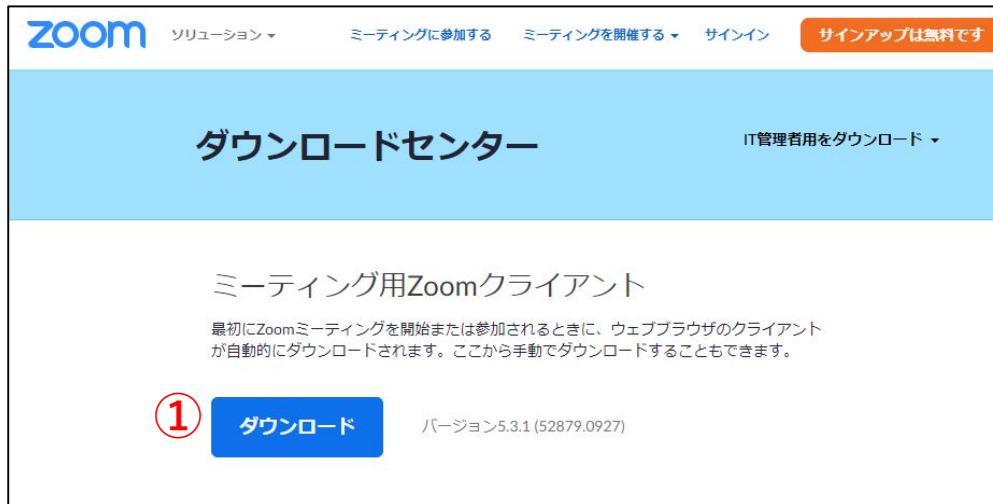 zoom ソリューション ミーティングに参加する ミーティングを開催する サインイン サインアップは無料です
ダウンロードセンター IT管理者用をダウンロード
ミーティング用Zoomクライアント
最初にZoomミーティングを開始または参加されるときに、ウェブブラウザのクライアント
が自動的にダウンロードされます。ここから手動でダウンロードすることもできます。
① ダウンロード バージョン5.3.1 (52879.0927)